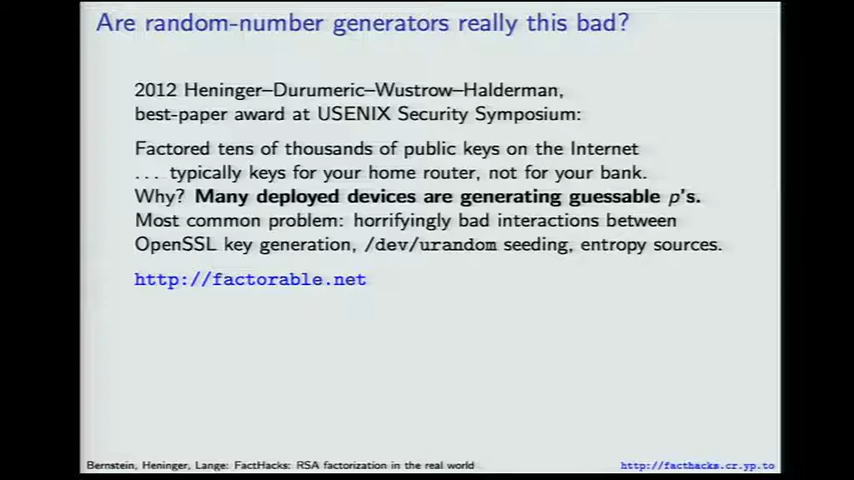 Are random-number generators really this bad?
2012 Heninger–Durumeric–Wustrow–Halderman,
best-paper award at USENIX Security Symposium:
Factored tens of thousands of public keys on the Internet
... typically keys for your home router, not for your bank.
Why? Many deployed devices are generating guessable p's.
Most common problem: horrifyingly bad interactions between
OpenSSL key generation, /dev/urandom seeding, entropy sources.
http://factorable.net
Bernstein, Heninger, Lange: FactHacks: RSA factorization in the real world
http://facthacks.cr.yp.to